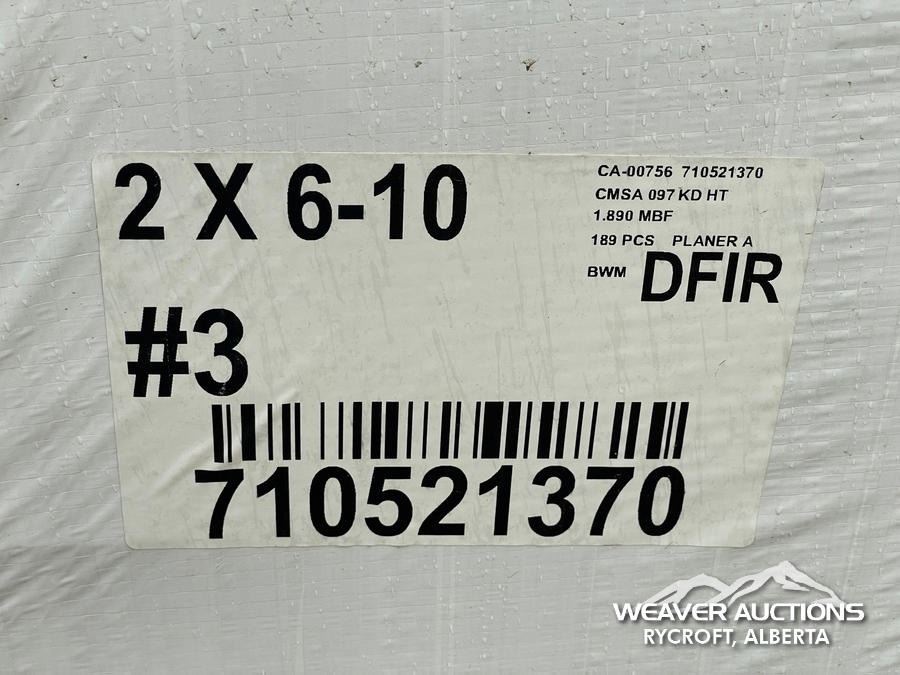 2 X 6-10
CA-00756 710521370
CMSA 097 KD HT
1.890 MBF
189 PCS PLANER A
BWM DFIR
#3
710521370
WEAVER AUCTIONS
RYCROFT, ALBERTA